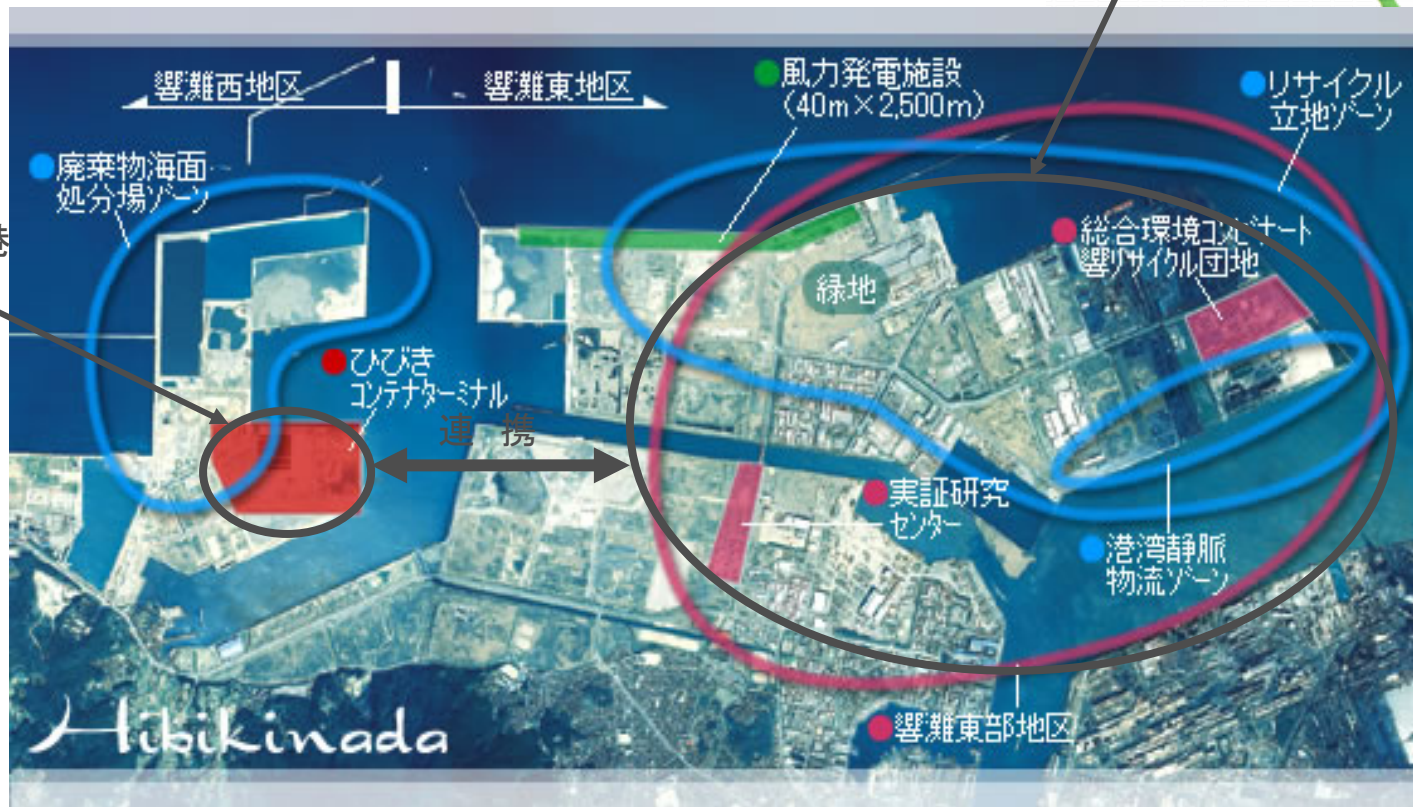 響灘西地区
響灘東地区
風力発電施設
(40m×2,500m)
リサイクル
立地ゾーン
廃棄物海面
処分場ゾーン
総合環境コンビナート
響リサイクル団地
緑地
港
ひびき
コンテナターミナル
連 携
実証研究
センター
港湾静脈
物流ゾーン
響灘東部地区
Hibikinada